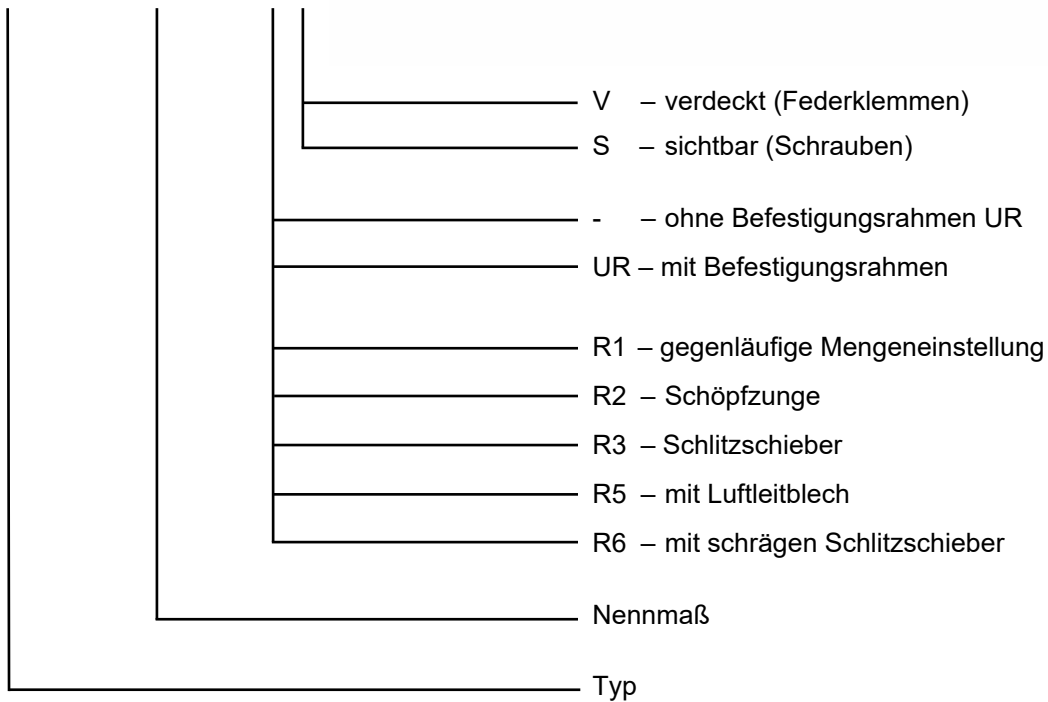 V – verdeckt (Federklemmen)
S – sichtbar (Schrauben)
- – ohne Befestigungsrahmen UR
UR – mit Befestigungsrahmen
R1 – gegenläufige Mengeneinstellung
R2 – Schöpfzunge
R3 – Schlitzschieber
R5 – mit Luftleitblech
R6 – mit schrägen Schlitzschieber
Nennmaß
Typ